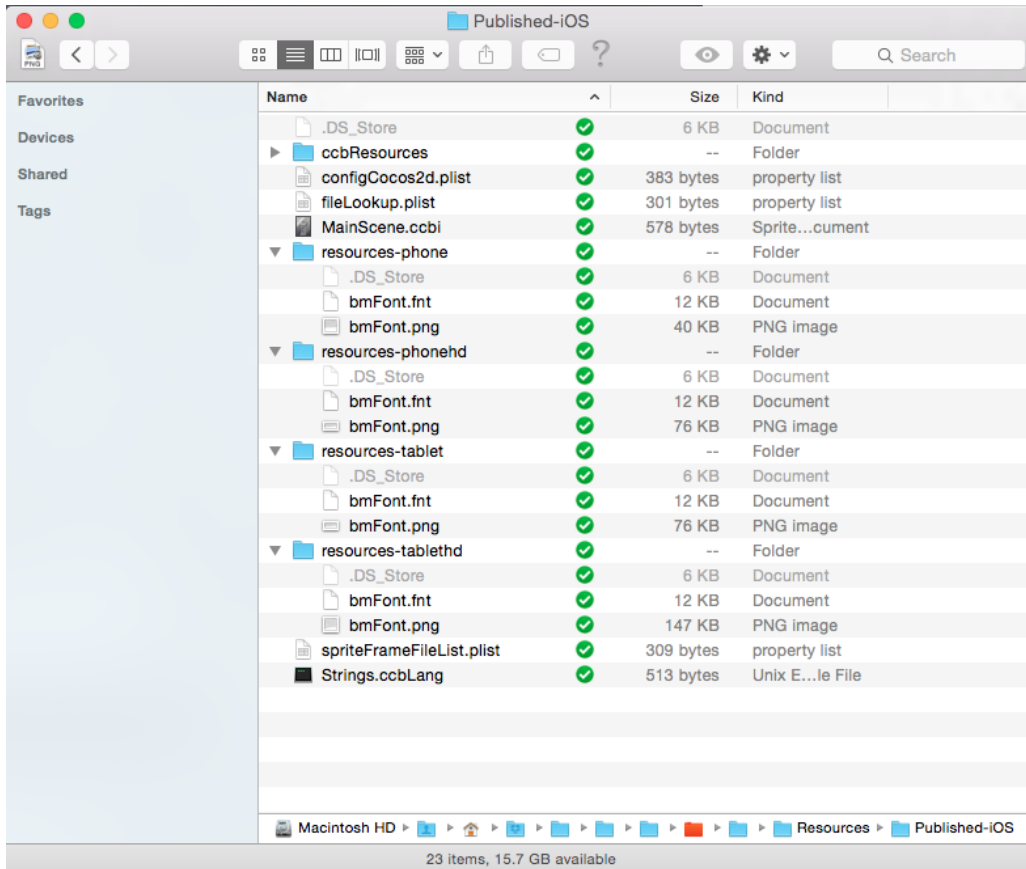 Published-iOS
PNG
? Search
Favorites
Devices
Shared
Tags
Name Size Kind
.DS_Store 6 KB Document
ccbResources -- Folder
configCocos2d.plist 383 bytes property list
fileLookup.plist 301 bytes property list
MainScene.ccbi 578 bytes Sprite...cument
resources-phone -- Folder
.DS_Store 6 KB Document
bmFont.fnt 12 KB Document
bmFont.png 40 KB PNG image
resources-phonehd -- Folder
.DS_Store 6 KB Document
bmFont.fnt 12 KB Document
bmFont.png 76 KB PNG image
resources-tablet -- Folder
.DS_Store 6 KB Document
bmFont.fnt 12 KB Document
bmFont.png 76 KB PNG image
resources-tablethd -- Folder
.DS_Store 6 KB Document
bmFont.fnt 12 KB Document
bmFont.png 147 KB PNG image
spriteFrameFileList.plist 309 bytes property list
Strings.ccbLang 513 bytes Unix E...le File
Macintosh HD Resources Published-iOS
23 items, 15.7 GB available